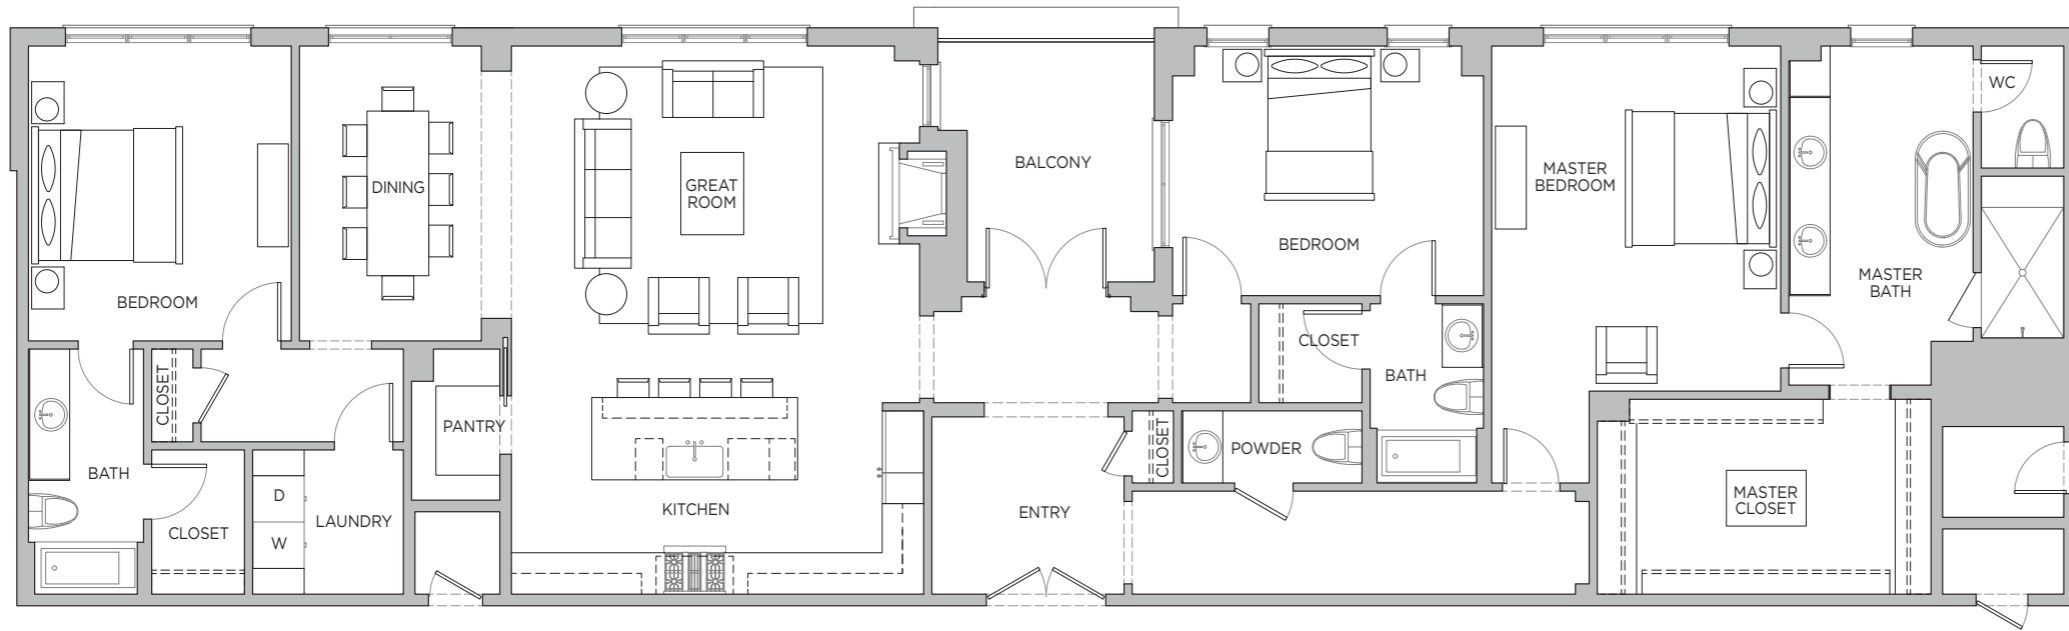 WC
DINING
GREAT
ROOM
BALCONY
MASTER
BEDROOM
BEDROOM
MASTER
BATH
BEDROOM
CLOSET
BATH
CLOSET
PANTRY
CLOSET
POWDER
BATH
D
W
LAUNDRY
CLOSET
KITCHEN
ENTRY
MASTER
CLOSET